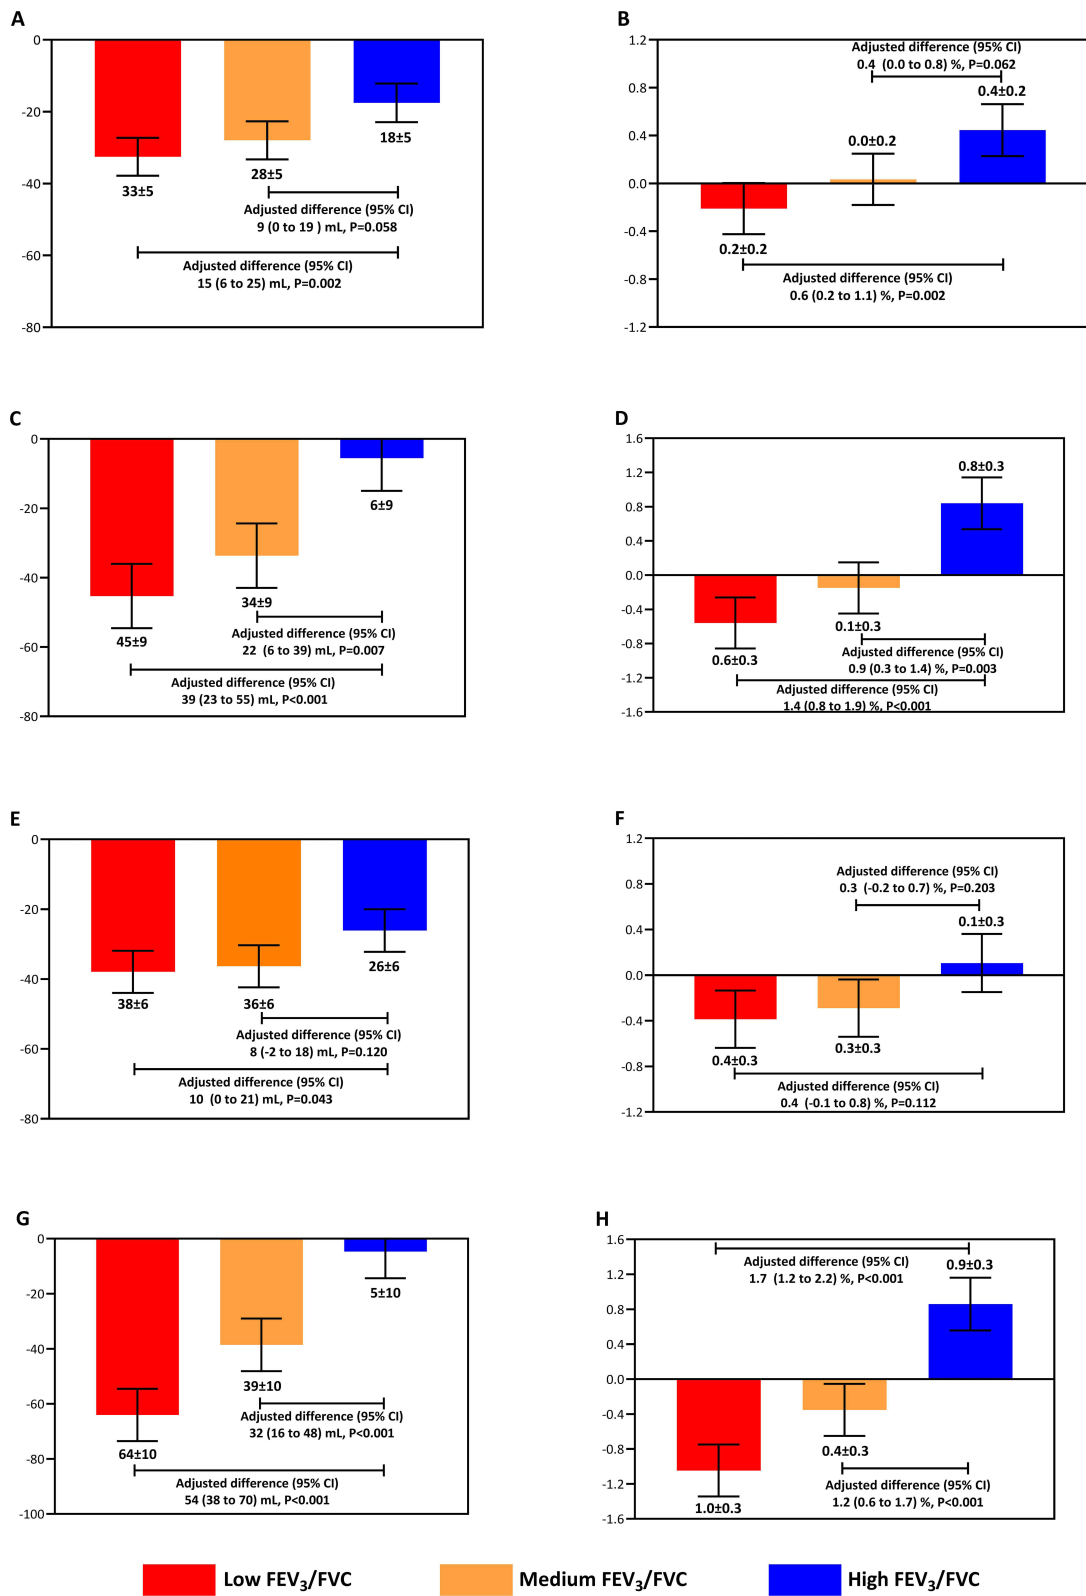 A
0
-20
-40
-60
-80
33±5
28±5
18±5
Adjusted difference (95% CI)
9 (0 to 19 ) mL, P=0.058
Adjusted difference (95% CI)
15 (6 to 25) mL, P=0.002
B
1.2
0.8
0.4
0.0
-0.4
-0.8
-1.2
Adjusted difference (95% CI)
0.4 (0.0 to 0.8) %, P=0.062
0.4±0.2
0.0±0.2
0.2±0.2
Adjusted difference (95% CI)
0.6 (0.2 to 1.1) %, P=0.002
C
0
-20
-40
-60
-80
6±9
34±9
45±9
Adjusted difference (95% CI)
22 (6 to 39) mL, P=0.007
Adjusted difference (95% CI)
39 (23 to 55) mL, P<0.001
D
1.6
1.2
0.8
0.4
0.0
-0.4
-0.8
-1.2
-1.6
0.8±0.3
0.1±0.3
0.6±0.3
Adjusted difference (95% CI)
0.9 (0.3 to 1.4) %, P=0.003
Adjusted difference (95% CI)
1.4 (0.8 to 1.9) %, P<0.001
E
0
-20
-40
-60
-80
26±6
38±6
36±6
Adjusted difference (95% CI)
8 (-2 to 18) mL, P=0.120
Adjusted difference (95% CI)
10 (0 to 21) mL, P=0.043
F
1.2
0.8
0.4
0.0
-0.4
-0.8
-1.2
Adjusted difference (95% CI)
0.3 (-0.2 to 0.7) %, P=0.203
0.1±0.3
0.3±0.3
0.4±0.3
Adjusted difference (95% CI)
0.4 (-0.1 to 0.8) %, P=0.112
G
0
-20
-40
-60
-80
-100
5±10
39±10
64±10
Adjusted difference (95% CI)
32 (16 to 48) mL, P<0.001
Adjusted difference (95% CI)
54 (38 to 70) mL, P<0.001
H
1.6
1.2
0.8
0.4
0.0
-0.4
-0.8
-1.2
-1.6
Adjusted difference (95% CI)
1.7 (1.2 to 2.2) %, P<0.001
0.9±0.3
0.4±0.3
1.0±0.3
Adjusted difference (95% CI)
1.2 (0.6 to 1.7) %, P<0.001
Low FEV₃/FVC
Medium FEV₃/FVC
High FEV₃/FVC